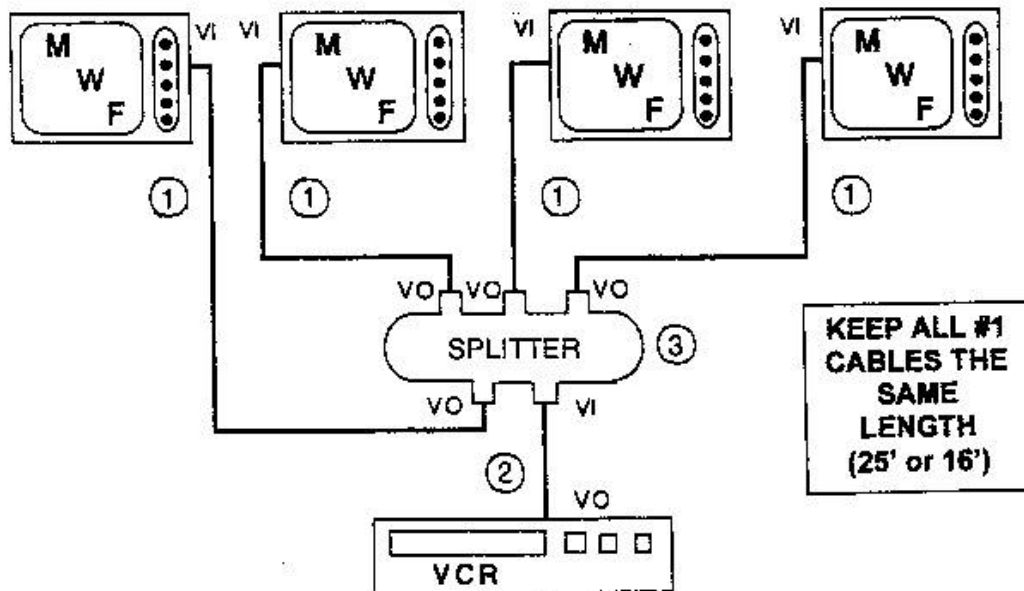 VI
VI
VI
VI
M
W
F
M
W
F
M
W
F
M
W
F
1
1
1
1
VO
VO
VO
SPLITTER
3
VO
VI
KEEP ALL #1
CABLES THE
SAME
LENGTH
(25' or 16')
2
VO
VCR